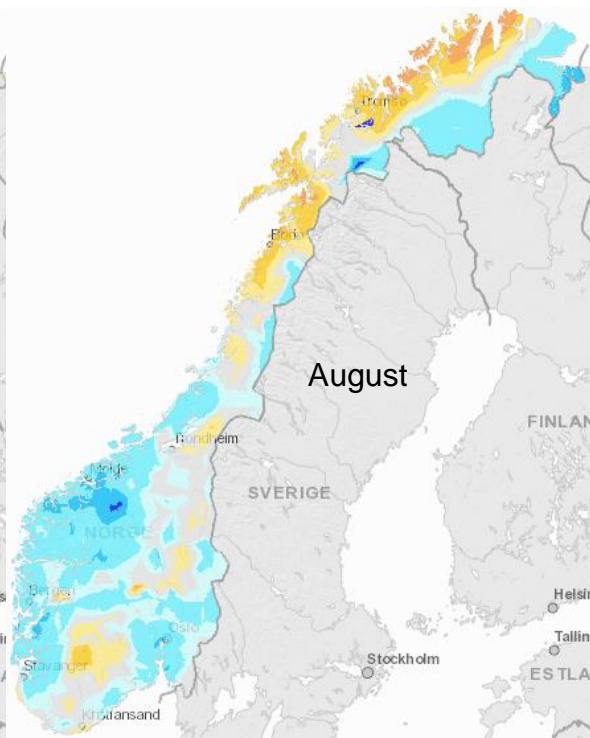 Tromsø
Bodø
August
Trondheim
FINLAN
Molde
SVERIGE
NORGE
Bergen
Helsin
Oslo
Tallin
Stavanger
Stockholm
ESTLA
Kristiansand